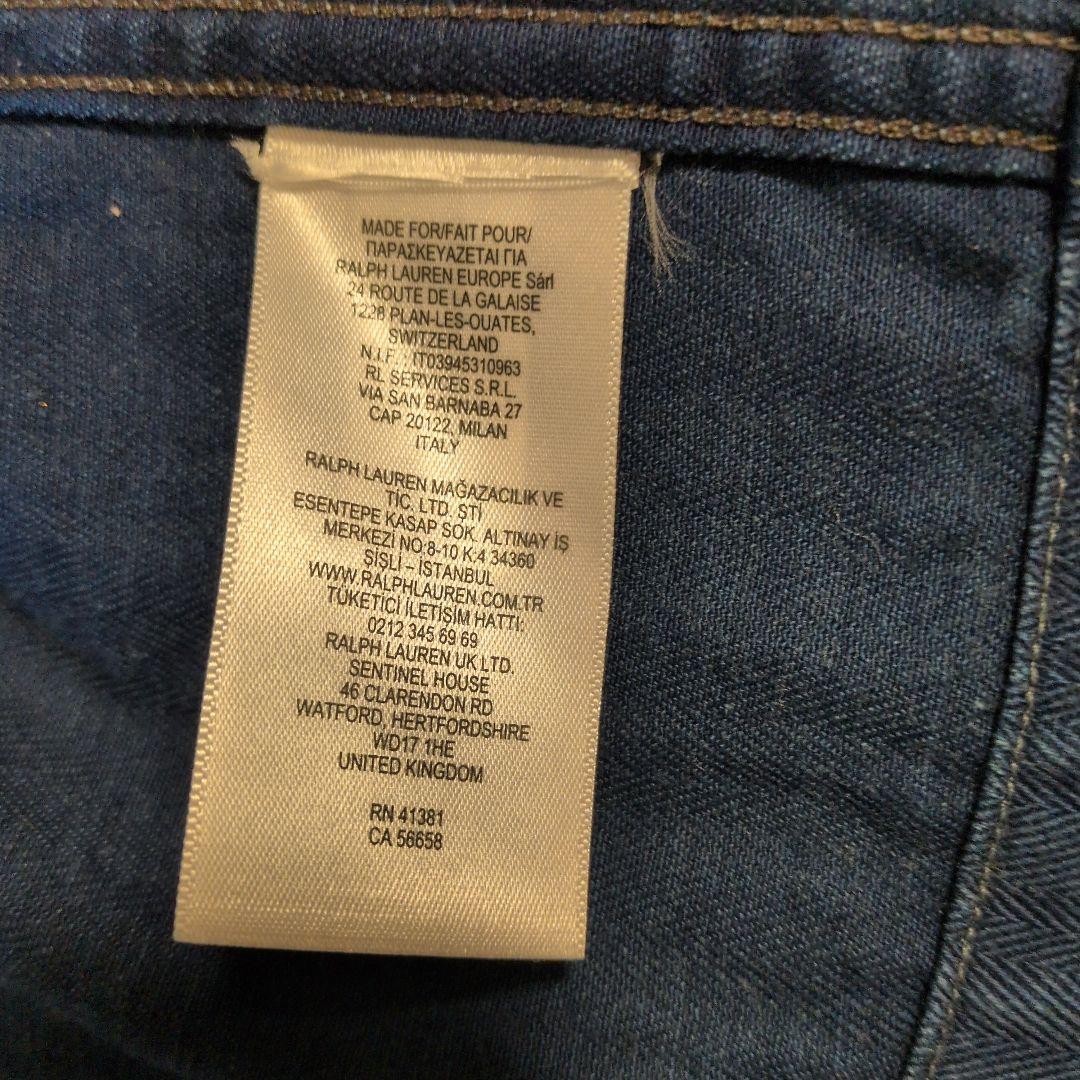 MADE FOR/FAIT POUR/
ΠΑΡΑΣΚΕΥΑΖΕΤΑΙ ΓΙΑ
RALPH LAUREN EUROPE Sárl
24 ROUTE DE LA GALAISE
1228 PLAN-LES-OUATES,
SWITZERLAND
N.I.F. : IT03945310963
RL SERVICES S.R.L.
VIA SAN BARNABA 27
CAP 20122, MILAN
ITALY
RALPH LAUREN MAĞAZACILIK VE
TİC. LTD. ŞTİ
ESENTEPE KASAP SOK. ALTINAY İŞ
MERKEZİ NO:8-10 K:4 34360
ŞİŞLİ – İSTANBUL
WWW.RALPHLAUREN.COM.TR
TÜKETİCİ İLETİŞİM HATTI:
0212 345 69 69
RALPH LAUREN UK LTD.
SENTINEL HOUSE
46 CLARENDON RD
WATFORD, HERTFORDSHIRE
WD17 1HE
UNITED KINGDOM
RN 41381
CA 56658